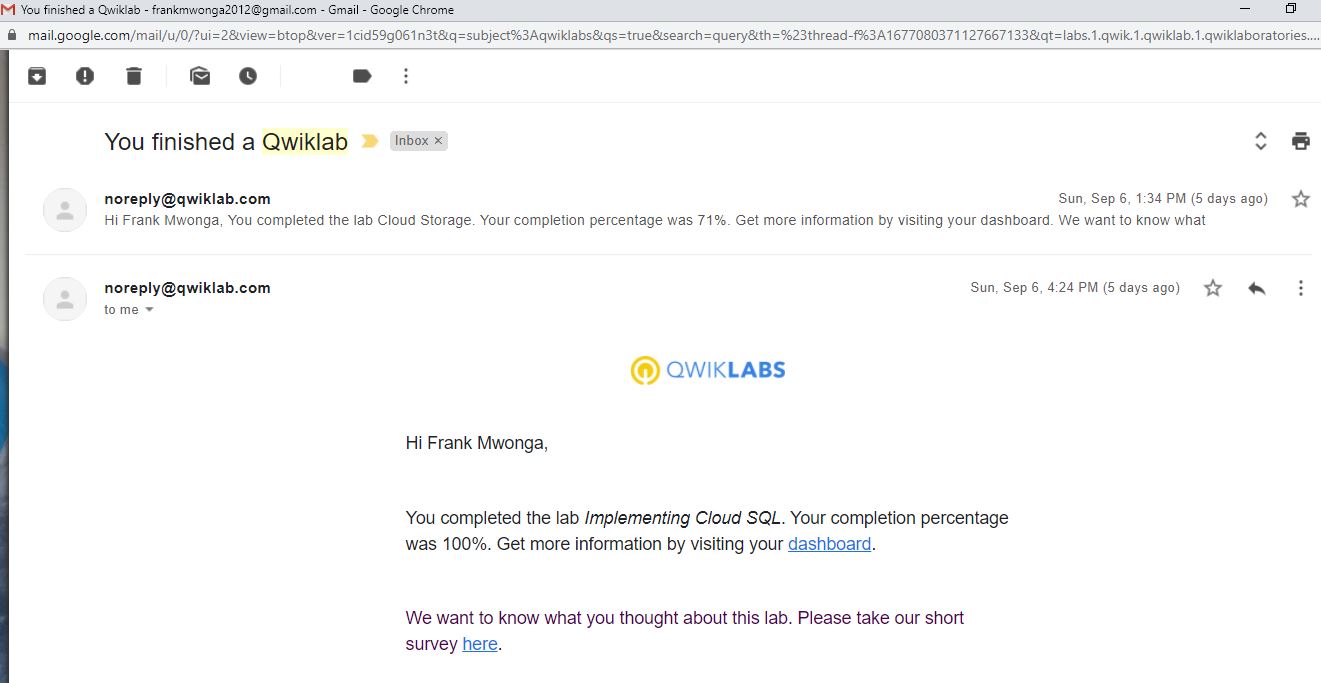 You finished a Qwiklab - frankmwonga2012@gmail.com - Gmail - Google Chrome
mail.google.com/mail/u/0/?ui=2&view=btop&ver=1cid59g061n3t&q=subject%3Aqwiklabs&qs=true&search=query&th=%23thread-f%3A1677080371127667133&qt=labs.1.qwik.1.qwiklab.1.qwiklaboratories....
You finished a Qwiklab Inbox ×
noreply@qwiklab.com Sun, Sep 6, 1:34 PM (5 days ago)
Hi Frank Mwonga, You completed the lab Cloud Storage. Your completion percentage was 71%. Get more information by visiting your dashboard. We want to know what
noreply@qwiklab.com Sun, Sep 6, 4:24 PM (5 days ago)
to me
QWIKLABS
Hi Frank Mwonga,
You completed the lab Implementing Cloud SQL. Your completion percentage
was 100%. Get more information by visiting your dashboard.
We want to know what you thought about this lab. Please take our short
survey here.